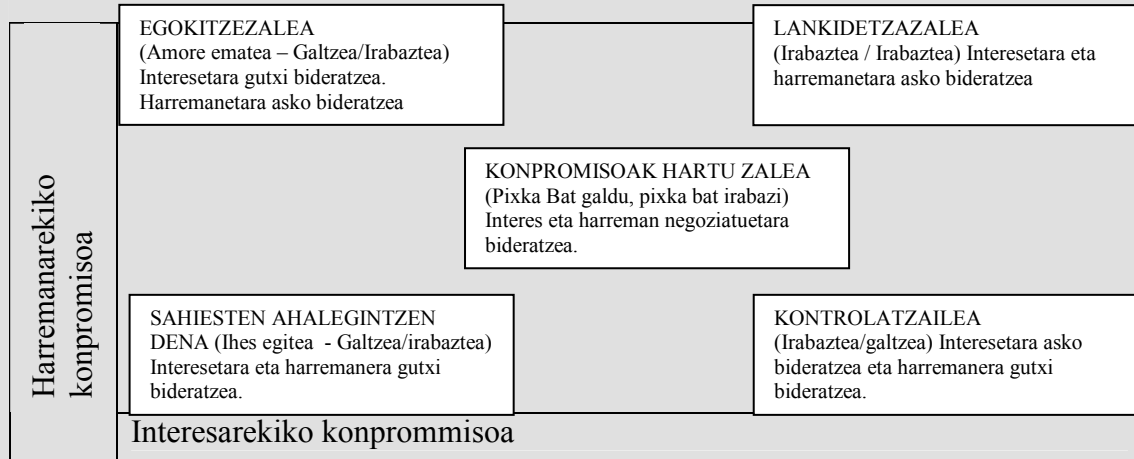 EGOKITZEZALEA
(Amore ematea – Galtzea/Irabaztea)
Interesetara gutxi bideratzea.
Harremanetara asko bideratzea
LANKIDETZAZALEA
(Irabaztea / Irabaztea) Interesetara eta
harremanetara asko bideratzea
KONPROMISOAK HARTU ZALEA
(Pixka Bat galdu, pixka bat irabazi)
Interes eta harreman negoziatuetara
bideratzea.
Harremanarekiko
konpromisoa
SAHIESTEN AHALEGINTZEN
DENA (Ihes egitea - Galtzea/irabaztea)
Interesetara eta harremanera gutxi
bideratzea.
KONTROLATZAILEA
(Irabaztea/galtzea) Interesetara asko
bideratzea eta harremanera gutxi
bideratzea.
Interesarekiko konprommisoa